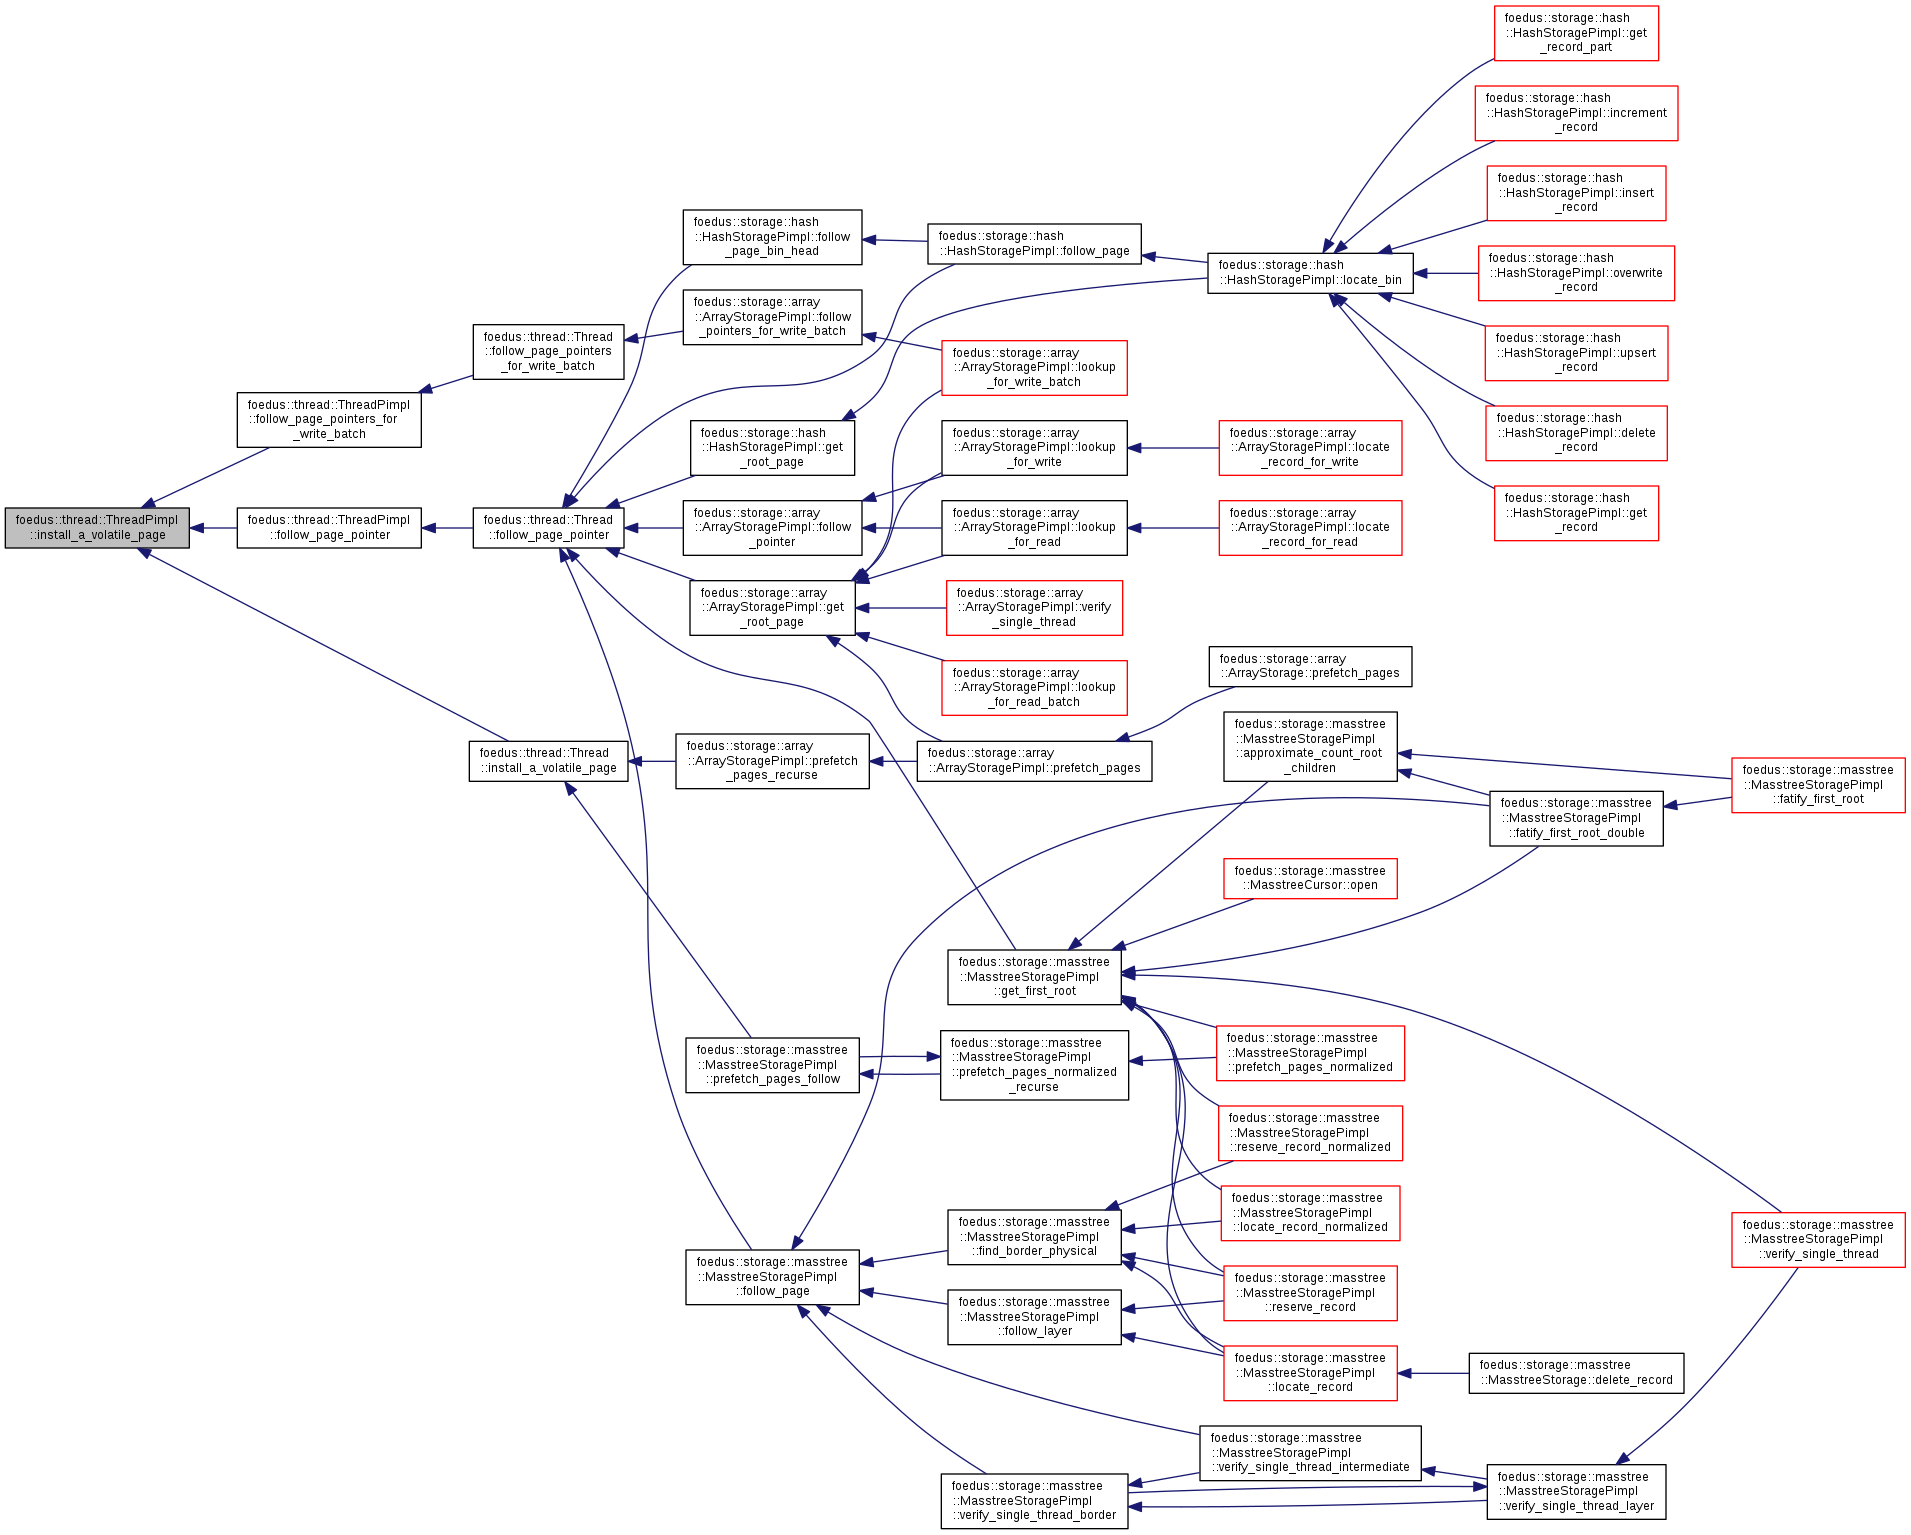 foedus::storage::hash
::HashStoragePimpl::get
_record_part
foedus::storage::hash
::HashStoragePimpl::increment
_record
foedus::storage::hash
::HashStoragePimpl::insert
_record
foedus::storage::hash
::HashStoragePimpl::follow
_page_bin_head
foedus::storage::hash
::HashStoragePimpl::follow_page
foedus::storage::hash
::HashStoragePimpl::locate_bin
foedus::storage::hash
::HashStoragePimpl::overwrite
_record
foedus::storage::array
::ArrayStoragePimpl::follow
_pointers_for_write_batch
foedus::thread::Thread
::follow_page_pointers
_for_write_batch
foedus::storage::array
::ArrayStoragePimpl::lookup
_for_write_batch
foedus::storage::hash
::HashStoragePimpl::upsert
_record
foedus::thread::ThreadPimpl
::follow_page_pointers_for
_write_batch
foedus::storage::hash
::HashStoragePimpl::get
_root_page
foedus::storage::array
::ArrayStoragePimpl::lookup
_for_write
foedus::storage::array
::ArrayStoragePimpl::locate
_record_for_write
foedus::storage::hash
::HashStoragePimpl::delete
_record
foedus::thread::ThreadPimpl
::install_a_volatile_page
foedus::thread::ThreadPimpl
::follow_page_pointer
foedus::thread::Thread
::follow_page_pointer
foedus::storage::array
::ArrayStoragePimpl::follow
_pointer
foedus::storage::array
::ArrayStoragePimpl::lookup
_for_read
foedus::storage::array
::ArrayStoragePimpl::locate
_record_for_read
foedus::storage::hash
::HashStoragePimpl::get
_record
foedus::storage::array
::ArrayStoragePimpl::get
_root_page
foedus::storage::array
::ArrayStoragePimpl::verify
_single_thread
foedus::storage::array
::ArrayStoragePimpl::lookup
_for_read_batch
foedus::storage::array
::ArrayStorage::prefetch_pages
foedus::thread::Thread
::install_a_volatile_page
foedus::storage::array
::ArrayStoragePimpl::prefetch
_pages_recurse
foedus::storage::array
::ArrayStoragePimpl::prefetch_pages
foedus::storage::masstree
::MasstreeStoragePimpl
::approximate_count_root
_children
foedus::storage::masstree
::MasstreeStoragePimpl
::fatify_first_root
foedus::storage::masstree
::MasstreeStoragePimpl
::fatify_first_root_double
foedus::storage::masstree
::MasstreeCursor::open
foedus::storage::masstree
::MasstreeStoragePimpl
::get_first_root
foedus::storage::masstree
::MasstreeStoragePimpl
::prefetch_pages_follow
foedus::storage::masstree
::MasstreeStoragePimpl
::prefetch_pages_normalized
_recurse
foedus::storage::masstree
::MasstreeStoragePimpl
::prefetch_pages_normalized
foedus::storage::masstree
::MasstreeStoragePimpl
::reserve_record_normalized
foedus::storage::masstree
::MasstreeStoragePimpl
::locate_record_normalized
foedus::storage::masstree
::MasstreeStoragePimpl
::find_border_physical
foedus::storage::masstree
::MasstreeStoragePimpl
::verify_single_thread
foedus::storage::masstree
::MasstreeStoragePimpl
::follow_page
foedus::storage::masstree
::MasstreeStoragePimpl
::follow_layer
foedus::storage::masstree
::MasstreeStoragePimpl
::reserve_record
foedus::storage::masstree
::MasstreeStoragePimpl
::locate_record
foedus::storage::masstree
::MasstreeStorage::delete_record
foedus::storage::masstree
::MasstreeStoragePimpl
::verify_single_thread_intermediate
foedus::storage::masstree
::MasstreeStoragePimpl
::verify_single_thread_border
foedus::storage::masstree
::MasstreeStoragePimpl
::verify_single_thread_layer